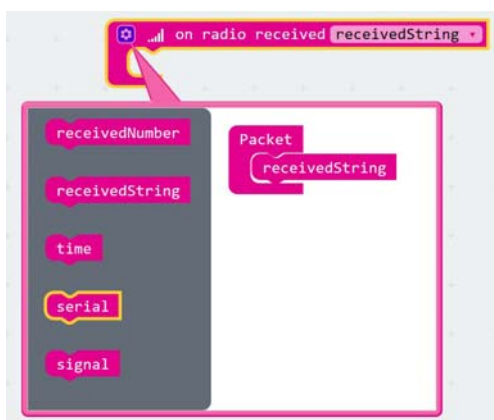 on radio received receivedString
receivedNumber
receivedString
time
serial
signal
Packet
receivedString